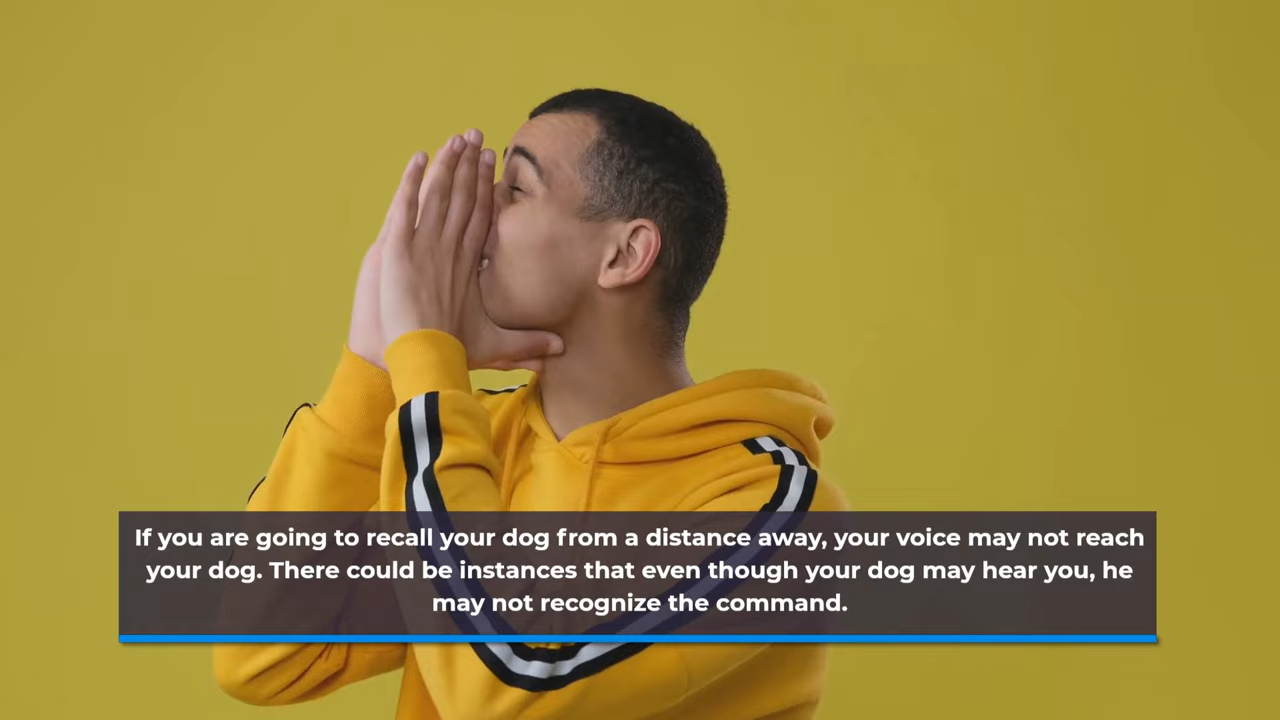 If you are going to recall your dog from a distance away, your voice may not reach
your dog. There could be instances that even though your dog may hear you, he
may not recognize the command.